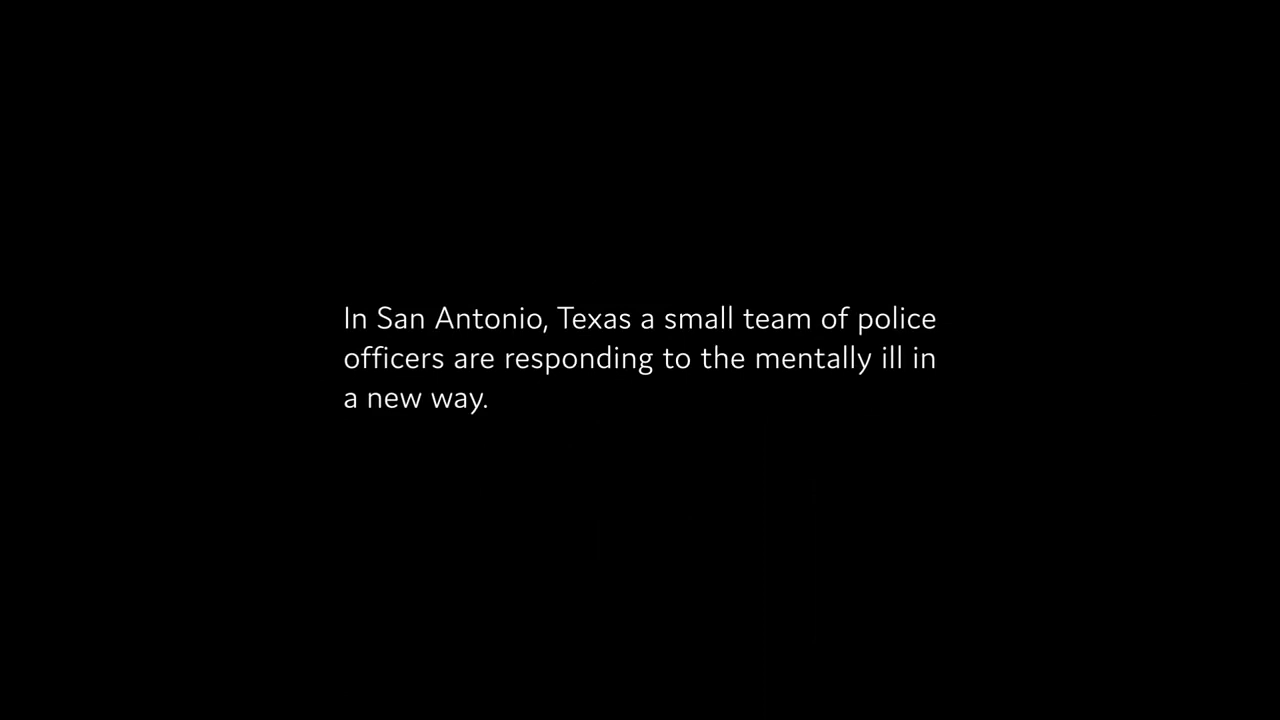 In San Antonio, Texas a small team of police
officers are responding to the mentally ill in
a new way.